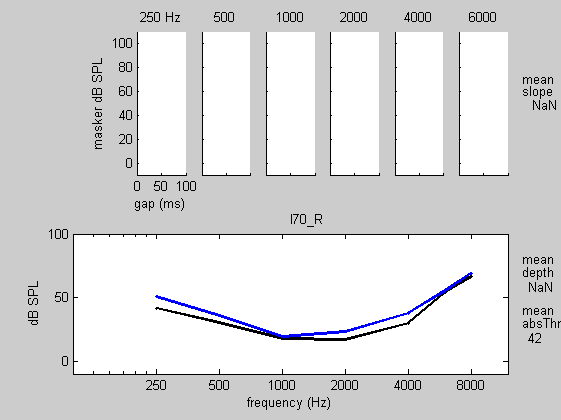 250 Hz 500 1000 2000 4000 6000
100
80
60
40
20
0
masker dB SPL
0 50 100
gap (ms)
mean
slope
NaN
I70_R
100
50
0
dB SPL
250 500 1000 2000 4000 8000
frequency (Hz)
mean
depth
NaN
mean
absThr
42